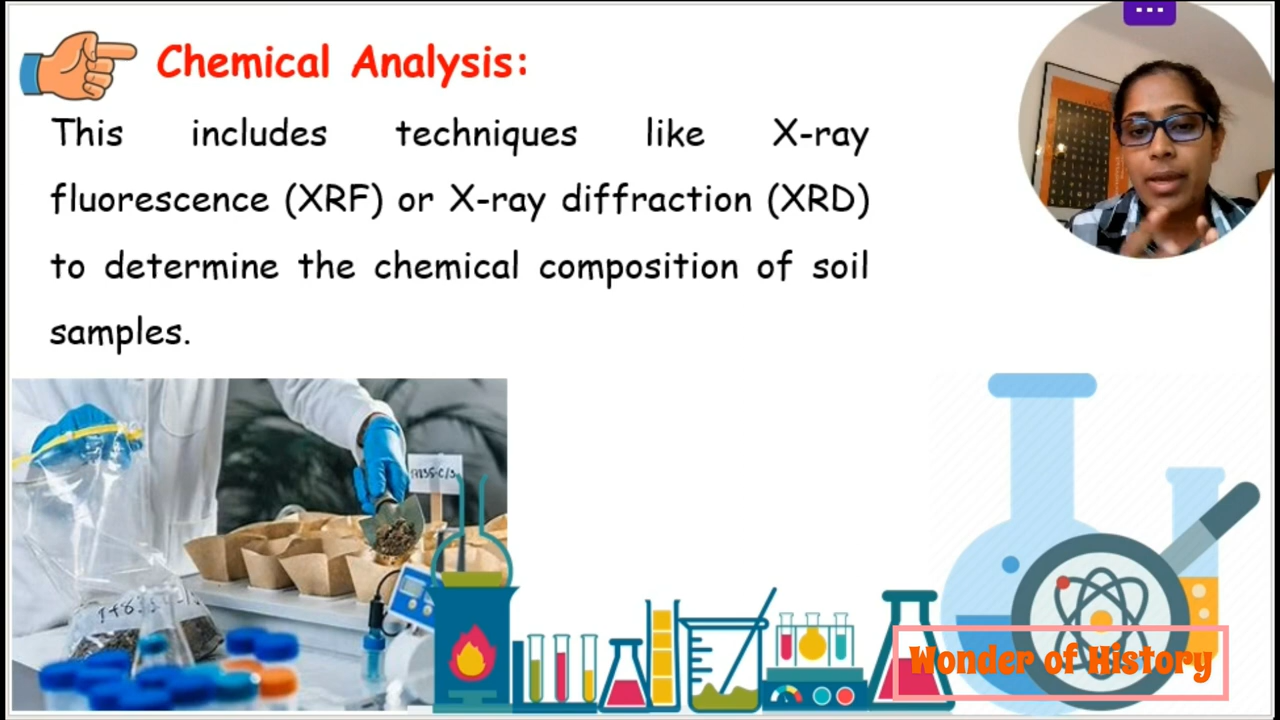 Chemical Analysis:
This includes techniques like X-ray
fluorescence (XRF) or X-ray diffraction (XRD)
to determine the chemical composition of soil
samples.
Wonder of History